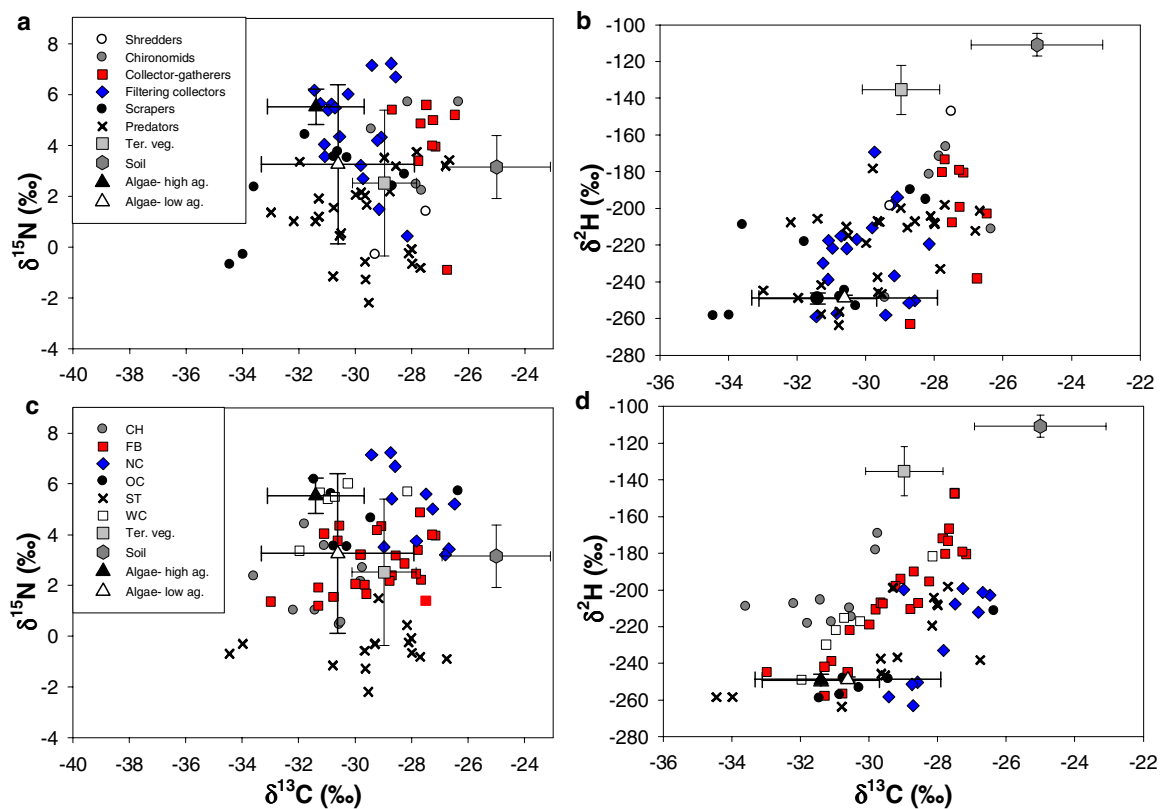 a
8
6
4
2
0
-2
-4
δ15N (‰)
Shredders
Chironomids
Collector-gatherers
Filtering collectors
Scrapers
Predators
Ter. veg.
Soil
Algae- high ag.
Algae- low ag.
-40 -38 -36 -34 -32 -30 -28 -26 -24
b
-100
-120
-140
-160
-180
-200
-220
-240
-260
-280
δ2H (‰)
-36 -34 -32 -30 -28 -26 -24 -22
c
8
6
4
2
0
-2
-4
δ15N (‰)
CH
FB
NC
OC
ST
WC
Ter. veg.
Soil
Algae- high ag.
Algae- low ag.
-40 -38 -36 -34 -32 -30 -28 -26 -24
δ13C (‰)
d
-100
-120
-140
-160
-180
-200
-220
-240
-260
-280
δ2H (‰)
-36 -34 -32 -30 -28 -26 -24 -22
δ13C (‰)